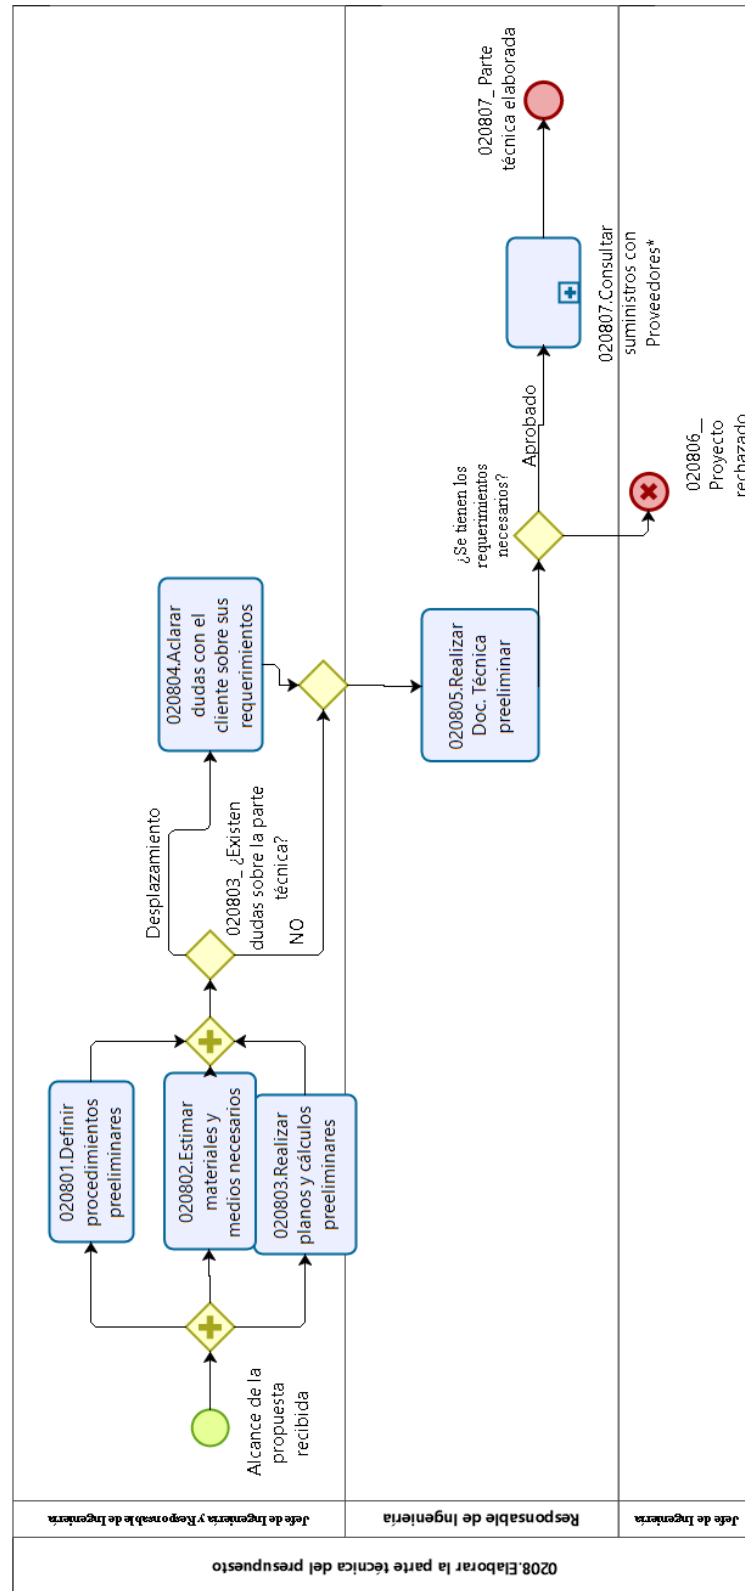 0208.Elaborar la parte técnica del presupuesto
Jefe de Ingeniería y Responsable de Ingeniería
Responsable de Ingeniería
Jefe de Ingeniería
Alcance de la
propuesta
recibida
020801.Definir
procedimientos
preeliminares
020802.Estimar
materiales y
medios necesarios
020803.Realizar
planos y cálculos
preeliminares
Desplazamiento
020803_ ¿Existen
dudas sobre la parte
técnica?
NO
020804.Aclarar
dudas con el
cliente sobre sus
requerimientos
020805.Realizar
Doc. Técnica
preeliminar
¿Se tienen los
requerimientos
necesarios?
Aprobado
020806_
Proyecto
rechazado
020807.Consultar
suministros con
Proveedores*
020807_ Parte
técnica elaborada